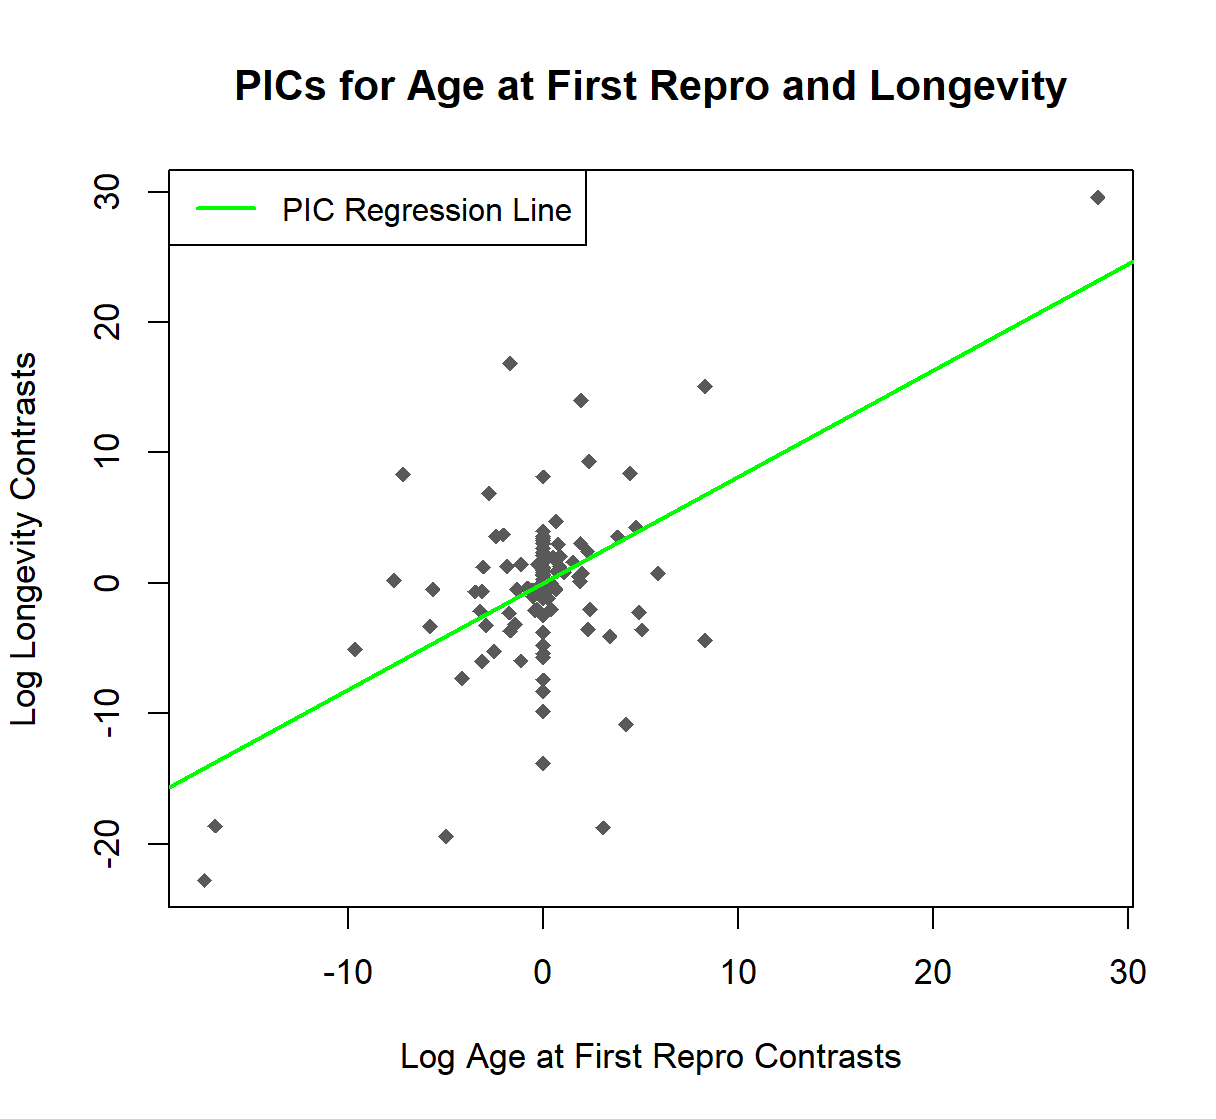 PICs for Age at First Repro and Longevity
PIC Regression Line
30
20
10
0
-10
-20
Log Longevity Contrasts
-10 0 10 20 30
Log Age at First Repro Contrasts